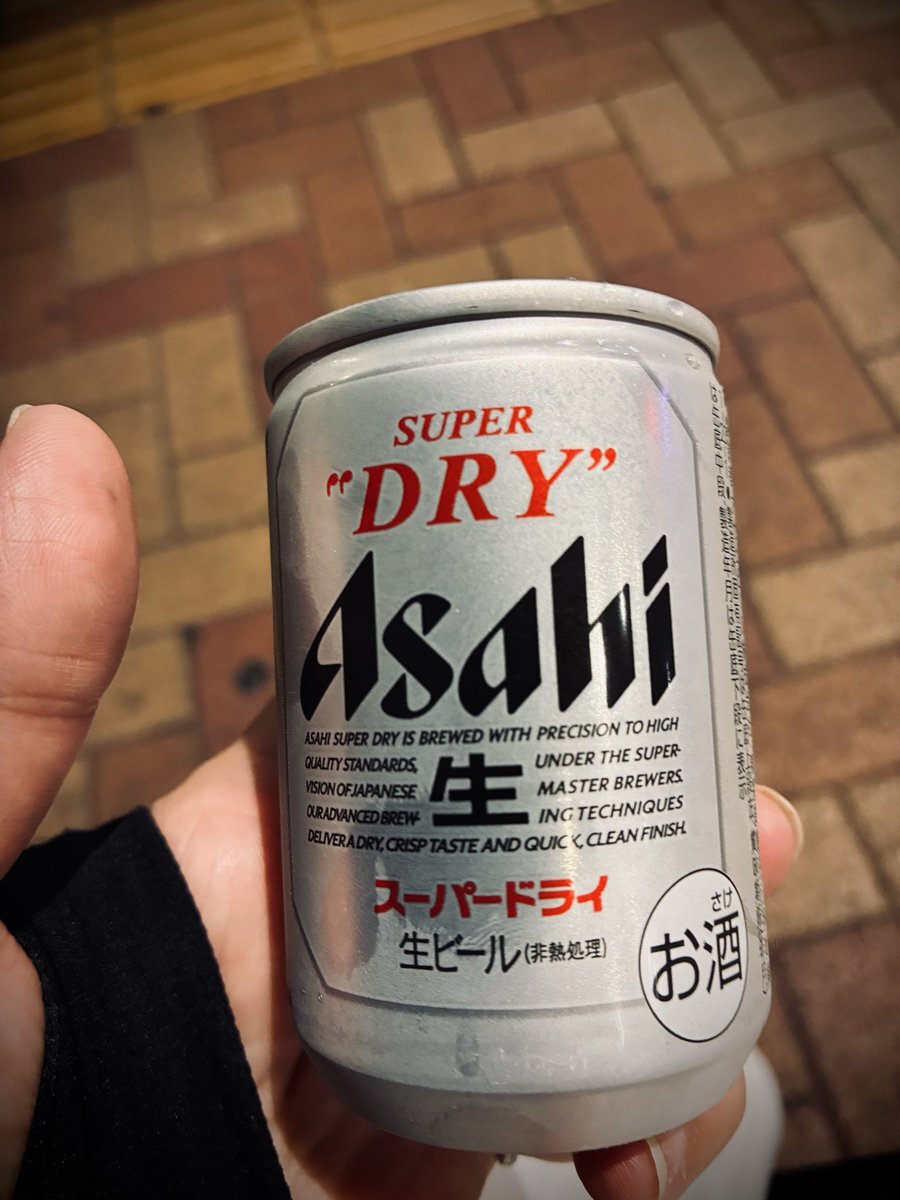 SUPER
"DRY"
Asahi
ASAHI SUPER DRY IS BREWED WITH PRECISION TO HIGH
QUALITY STANDARDS, UNDER THE SUPER-
VISION OF JAPANESE MASTER BREWERS.
OUR ADVANCED BREW- ING TECHNIQUES
生
DELIVER A DRY, CRISP TASTE AND QUICK, CLEAN FINISH.
スーパードライ
生ビール(非熱処理)
さけ
お酒